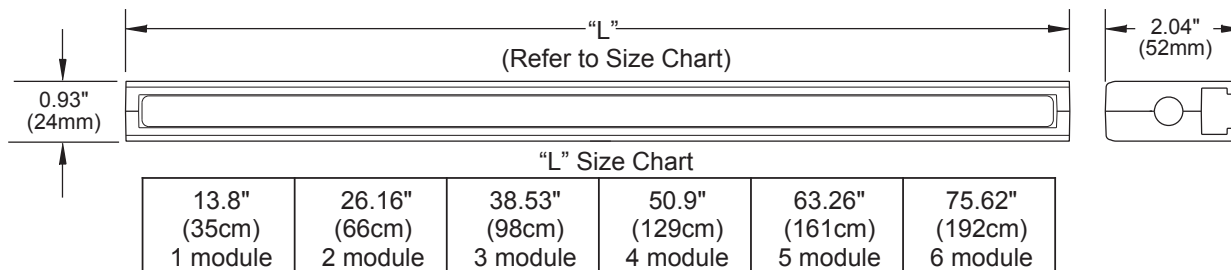 “L”
(Refer to Size Chart)
2.04"
(52mm)
0.93"
(24mm)
“L” Size Chart
13.8" 26.16" 38.53" 50.9" 63.26" 75.62"
(35cm) (66cm) (98cm) (129cm) (161cm) (192cm)
1 module 2 module 3 module 4 module 5 module 6 module